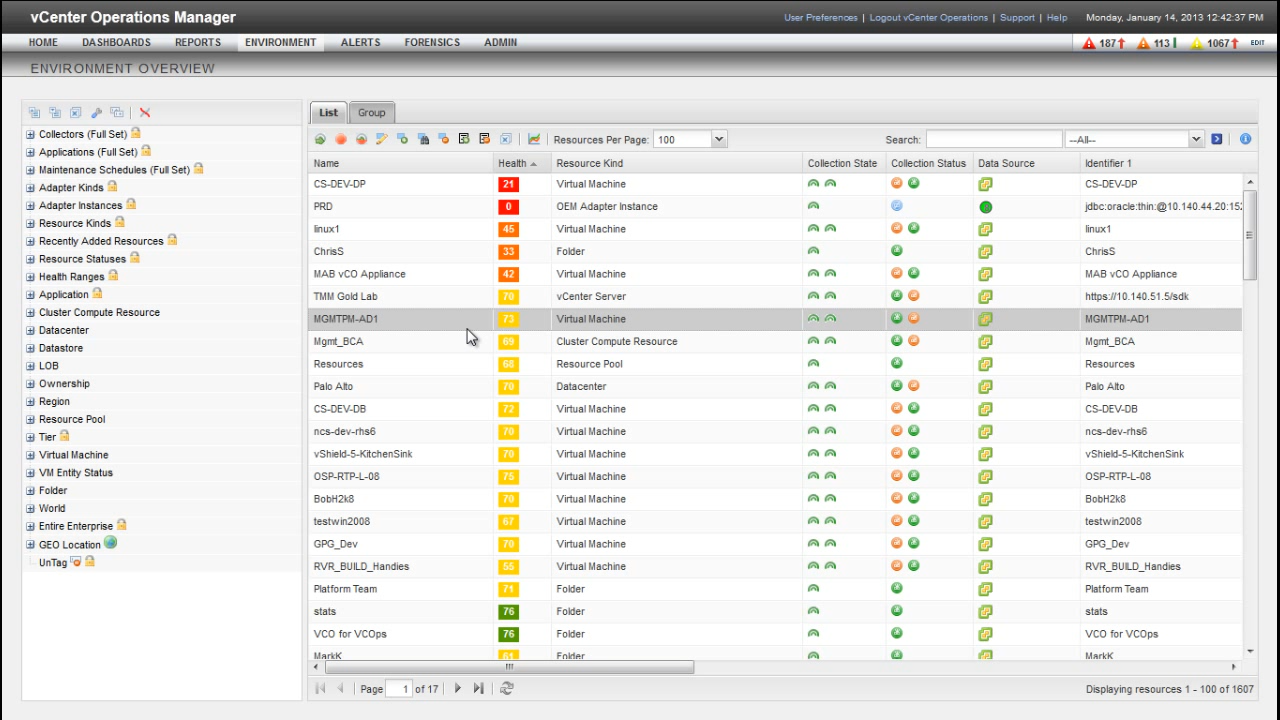 vCenter Operations Manager
User Preferences | Logout vCenter Operations | Support | Help Monday, January 14, 2013 12:42:37 PM
HOME DASHBOARDS REPORTS ENVIRONMENT ALERTS FORENSICS ADMIN 187 113 1067 EDIT
ENVIRONMENT OVERVIEW
Collectors (Full Set)
Applications (Full Set)
Maintenance Schedules (Full Set)
Adapter Kinds
Adapter Instances
Resource Kinds
Recently Added Resources
Resource Statuses
Health Ranges
Application
Cluster Compute Resource
Datacenter
Datastore
LOB
Ownership
Region
Resource Pool
Tier
Virtual Machine
VM Entity Status
Folder
World
Entire Enterprise
GEO Location
UnTag
List Group
Resources Per Page: 100 Search: --All--
Name Health Resource Kind Collection State Collection Status Data Source Identifier 1
CS-DEV-DP 21 Virtual Machine CS-DEV-DP
PRD 0 OEM Adapter Instance jdbc:oracle:thin:@10.140.44.20:152
linux1 45 Virtual Machine linux1
ChrisS 33 Folder ChrisS
MAB vCO Appliance 42 Virtual Machine MAB vCO Appliance
TMM Gold Lab 70 vCenter Server https://10.140.51.5/sdk
MGMTPM-AD1 73 Virtual Machine MGMTPM-AD1
Mgmt_BCA 69 Cluster Compute Resource Mgmt_BCA
Resources 68 Resource Pool Resources
Palo Alto 70 Datacenter Palo Alto
CS-DEV-DB 72 Virtual Machine CS-DEV-DB
ncs-dev-rhs6 70 Virtual Machine ncs-dev-rhs6
vShield-5-KitchenSink 70 Virtual Machine vShield-5-KitchenSink
OSP-RTP-L-08 75 Virtual Machine OSP-RTP-L-08
BobH2k8 70 Virtual Machine BobH2k8
testwin2008 67 Virtual Machine testwin2008
GPG_Dev 70 Virtual Machine GPG_Dev
RVR_BUILD_Handies 55 Virtual Machine RVR_BUILD_Handies
Platform Team 71 Folder Platform Team
stats 76 Folder stats
VCO for VCOps 76 Folder VCO for VCOps
MarkK 61 Folder MarkK
Page 1 of 17 Displaying resources 1 - 100 of 1607